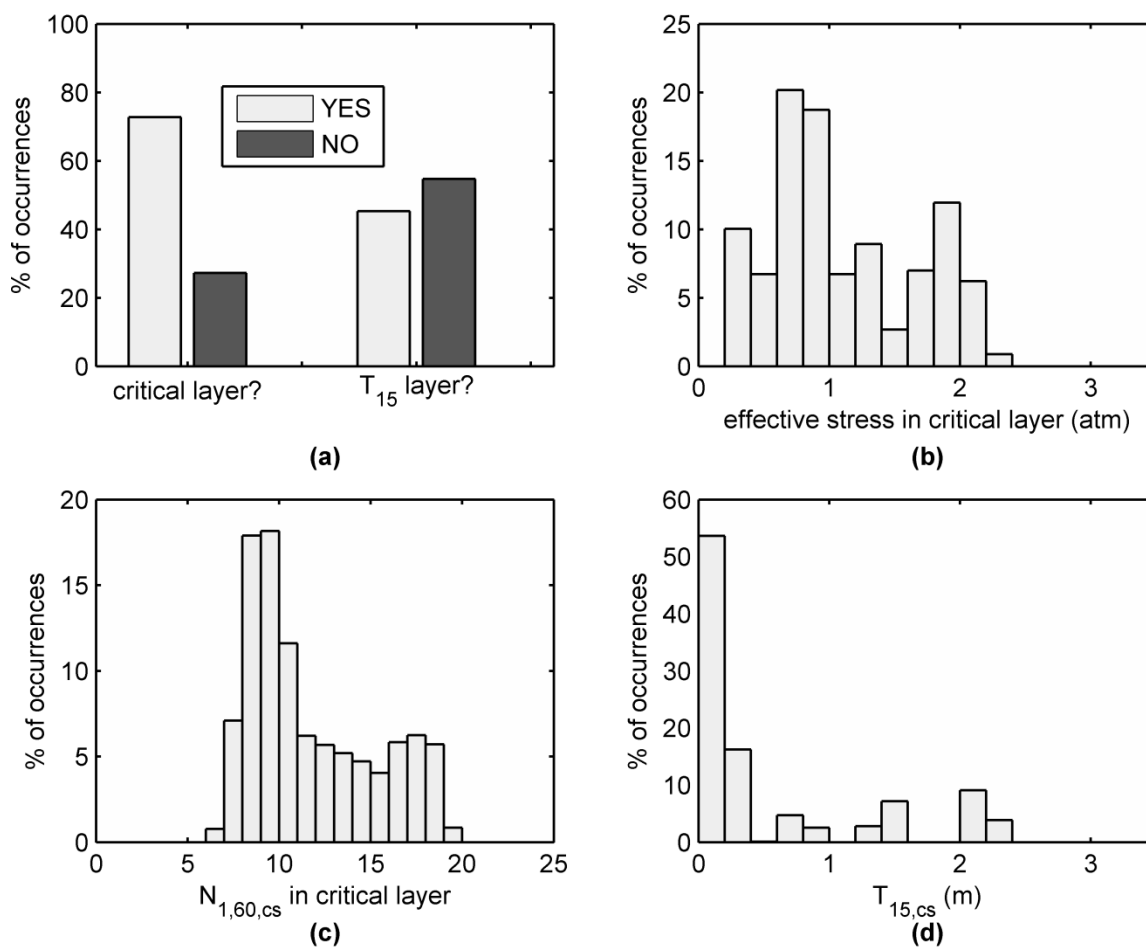 100
80
60
40
20
0
% of occurrences
YES
NO
critical layer?
T15 layer?
(a)
25
20
15
10
5
0
% of occurrences
0 1 2 3
effective stress in critical layer (atm)
(b)
20
15
10
5
0
% of occurrences
0 5 10 15 20 25
N1,60,cs in critical layer
(c)
60
50
40
30
20
10
0
% of occurrences
0 1 2 3
T15,cs (m)
(d)